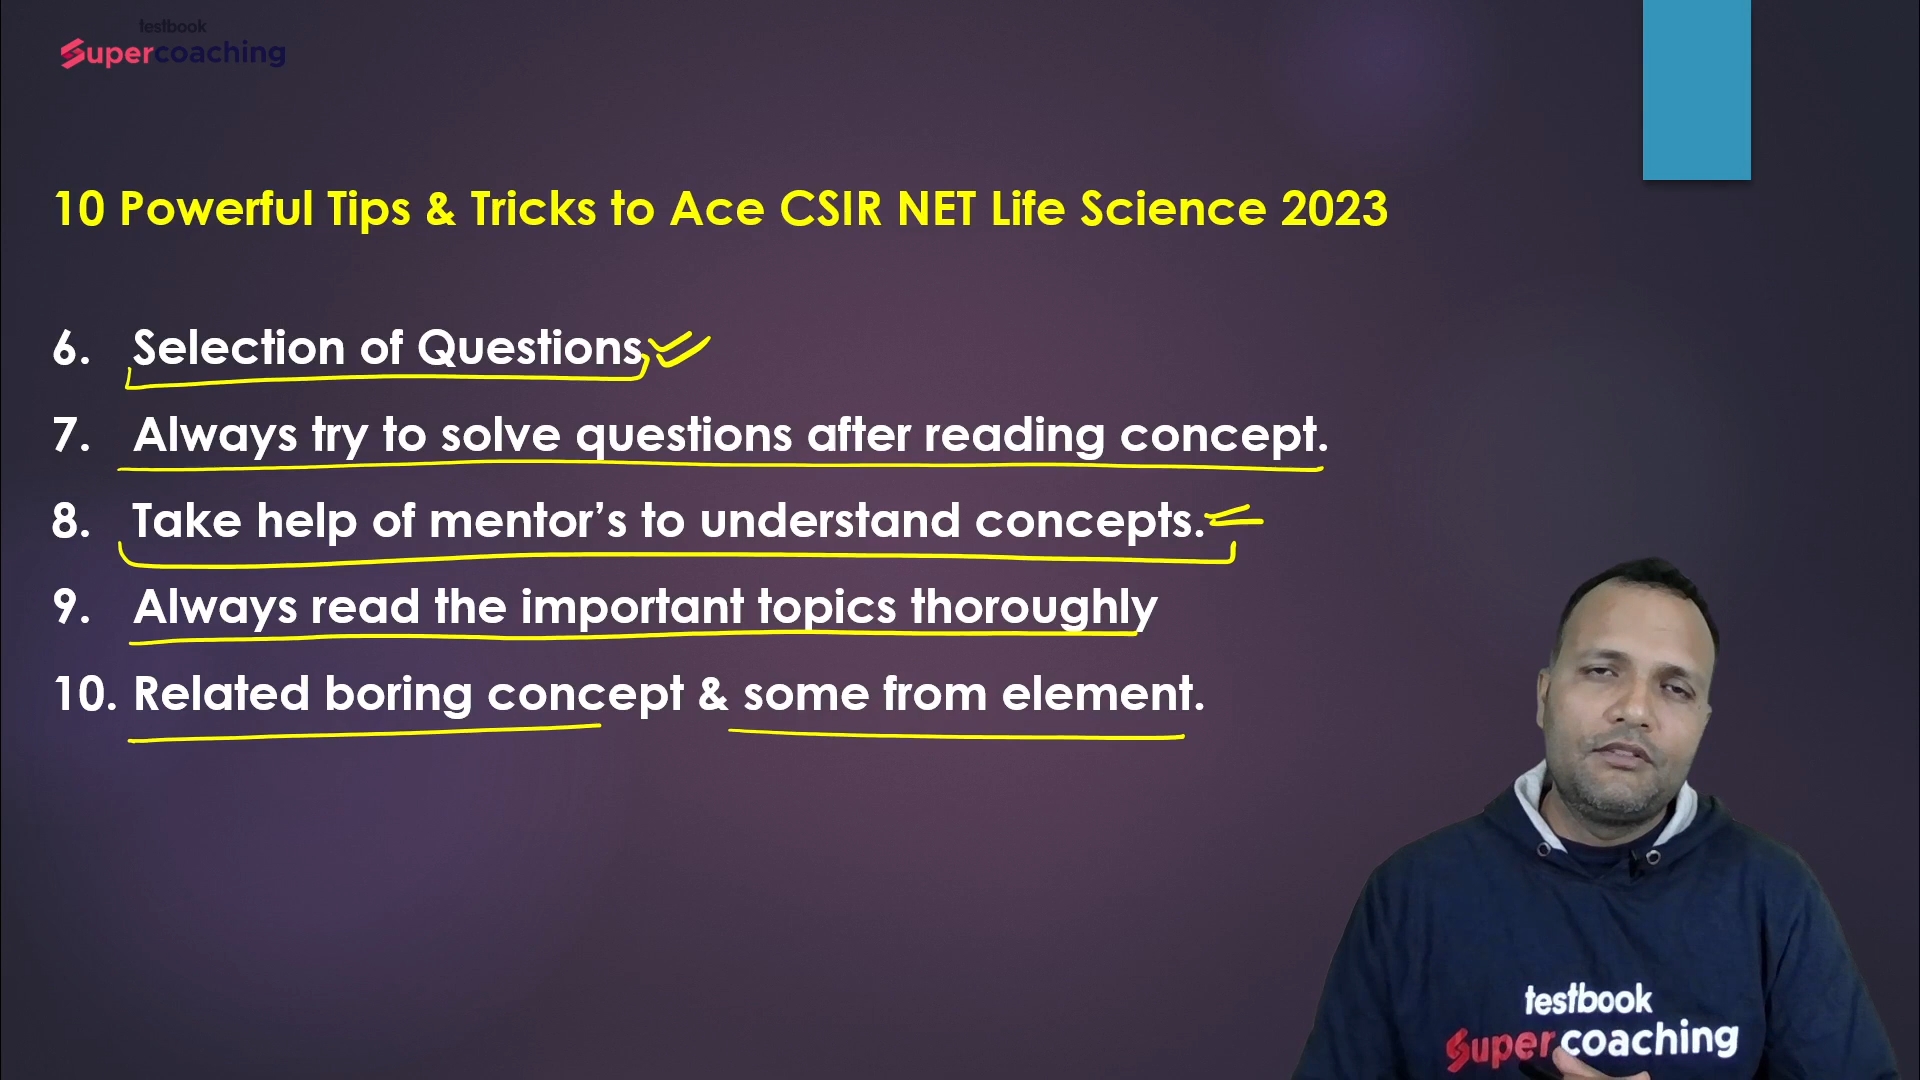 testbook
Supercoaching
10 Powerful Tips & Tricks to Ace CSIR NET Life Science 2023
6. Selection of Questions
7. Always try to solve questions after reading concept.
8. Take help of mentor’s to understand concepts.
9. Always read the important topics thoroughly
10. Related boring concept & some from element.
testbook
Supercoaching